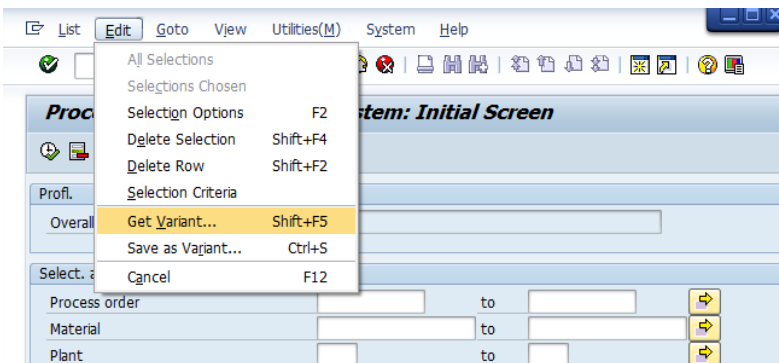 List Edit Goto View Utilities(M) System Help
All Selections
Selections Chosen
Proc stem: Initial Screen
Selection Options F2
Delete Selection Shift+F4
Delete Row Shift+F2
Profl.
Selection Criteria
Overall
Get Variant... Shift+F5
Save as Variant... Ctrl+S
Select. a
Cancel F12
Process order to
Material to
Plant to